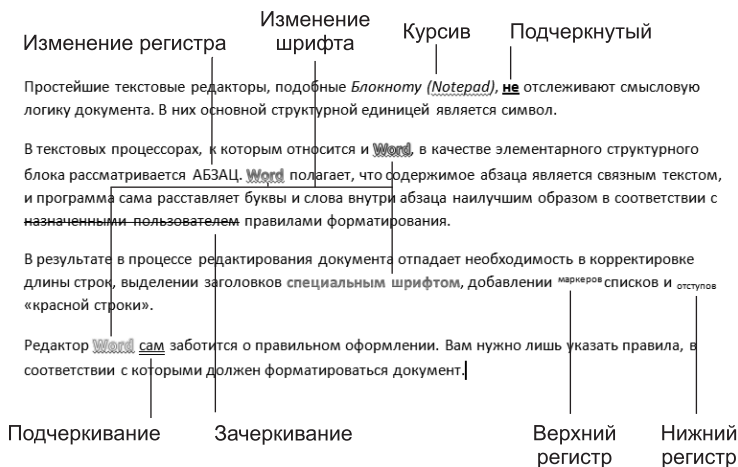 Изменение регистра
Изменение
шрифта
Курсив
Подчеркнутый
Простейшие текстовые редакторы, подобные Блокноту (Notepad), не отслеживают смысловую
логику документа. В них основной структурной единицей является символ.
В текстовых процессорах, к которым относится и Word, в качестве элементарного структурного
блока рассматривается АБЗАЦ. Word полагает, что содержимое абзаца является связным текстом,
и программа сама расставляет буквы и слова внутри абзаца наилучшим образом в соответствии с
назначенными пользователем правилами форматирования.
В результате в процессе редактирования документа отпадает необходимость в корректировке
длины строк, выделении заголовков специальным шрифтом, добавлении маркеров списков и отступов
«красной строки».
Редактор Word сам заботится о правильном оформлении. Вам нужно лишь указать правила, в
соответствии с которыми должен форматироваться документ.
Подчеркивание
Зачеркивание
Верхний
регистр
Нижний
регистр